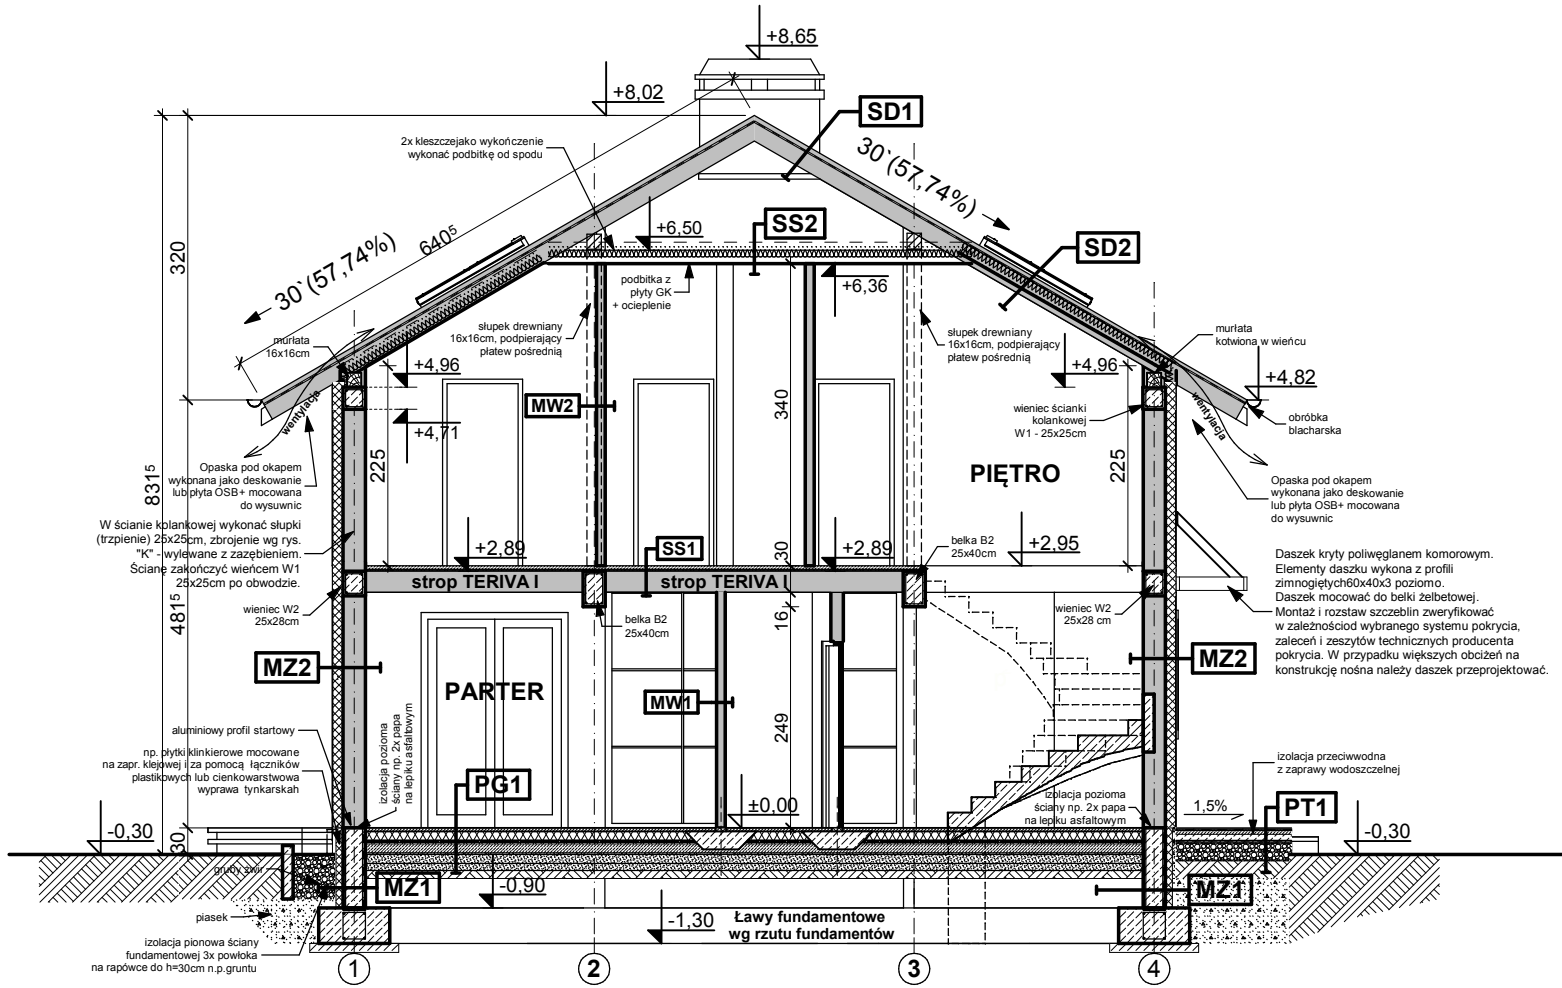 +8,65
+8,02
SD1
2x kleszczejako wykończenie
wykonać podbitkę od spodu
30`(57,74%)
640⁵
30`(57,74%)
+6,50
SS2
SD2
320
podbitka z
płyty GK
+ ocieplenie
+6,36
słupek drewniany
16x16cm, podpierający
płatew pośrednią
słupek drewniany
16x16cm, podpierający
płatew pośrednią
murłata
16x16cm
murłata
kotwiona w wieńcu
+4,96
+4,96
+4,82
MW2
340
wieniec ścianki
kolankowej
W1 - 25x25cm
obróbka
blacharska
wentylacja
wentylacja
+4,71
225
225
PIĘTRO
Opaska pod okapem
wykonana jako deskowanie
lub płyta OSB+ mocowana
do wysuwnic
Opaska pod okapem
wykonana jako deskowanie
lub płyta OSB+ mocowana
do wysuwnic
831⁵
W ścianie kolankowej wykonać słupki
(trzpienie) 25x25cm, zbrojenie wg rys.
"K" - wylewane z zazębieniem.
Ścianę zakończyć wieńcem W1
25x25cm po obwodzie.
+2,89
SS1
30
+2,89
belka B2
25x40cm
+2,95
strop TERIVA I
strop TERIVA I
Daszek kryty poliwęglanem komorowym.
Elementy daszku wykona z profili
zimnogiętych60x40x3 poziomo.
Daszek mocować do belki żelbetowej.
Montaż i rozstaw szczeblin zweryfikować
w zależnościod wybranego systemu pokrycia,
zaleceń i zeszytów technicznych producenta
pokrycia. W przypadku większych obciżeń na
konstrukcję nośna należy daszek przeprojektować.
481⁵
wieniec W2
25x28cm
belka B2
25x40cm
16
wieniec W2
25x28 cm
MZ2
PARTER
MW1
MZ2
249
aluminiowy profil startowy
np. płytki klinkierowe mocowane
na zapr. klejowej i za pomocą łączników
plastikowych lub cienkowarstwowa
wyprawa tynkarskah
izolacja pozioma
ściany np. 2x papa
na lepiku asfaltowym
PG1
±0,00
izolacja pozioma
ściany np. 2x papa
na lepiku asfaltowym
izolacja przeciwwodna
z zaprawy wodoszczelnej
1,5%
PT1
-0,30
30
-0,30
gruby żwir
MZ1
-0,90
MZ1
piasek
-1,30
Ławy fundamentowe
wg rzutu fundamentów
izolacja pionowa ściany
fundamentowej 3x powłoka
na rapówce do h=30cm n.p.gruntu
1
2
3
4